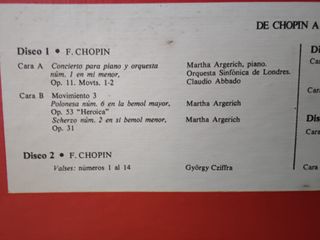 DE CHOPIN A
Disco 1 • F. CHOPIN
Cara A Concierto para piano y orquesta
núm. 1 en mi menor, Martha Argerich, piano.
Op. 11. Movts. 1-2 Orquesta Sinfónica de Londres.
Claudio Abbado
Cara B Movimiento 3
Polonesa núm. 6 en la bemol mayor, Martha Argerich
Op. 53 "Heroica"
Scherzo núm. 2 en si bemol menor, Martha Argerich
Op. 31
Disco 2 • F. CHOPIN
Valses: números 1 al 14 György Cziffra
Cara
Cara
Disc
Cara